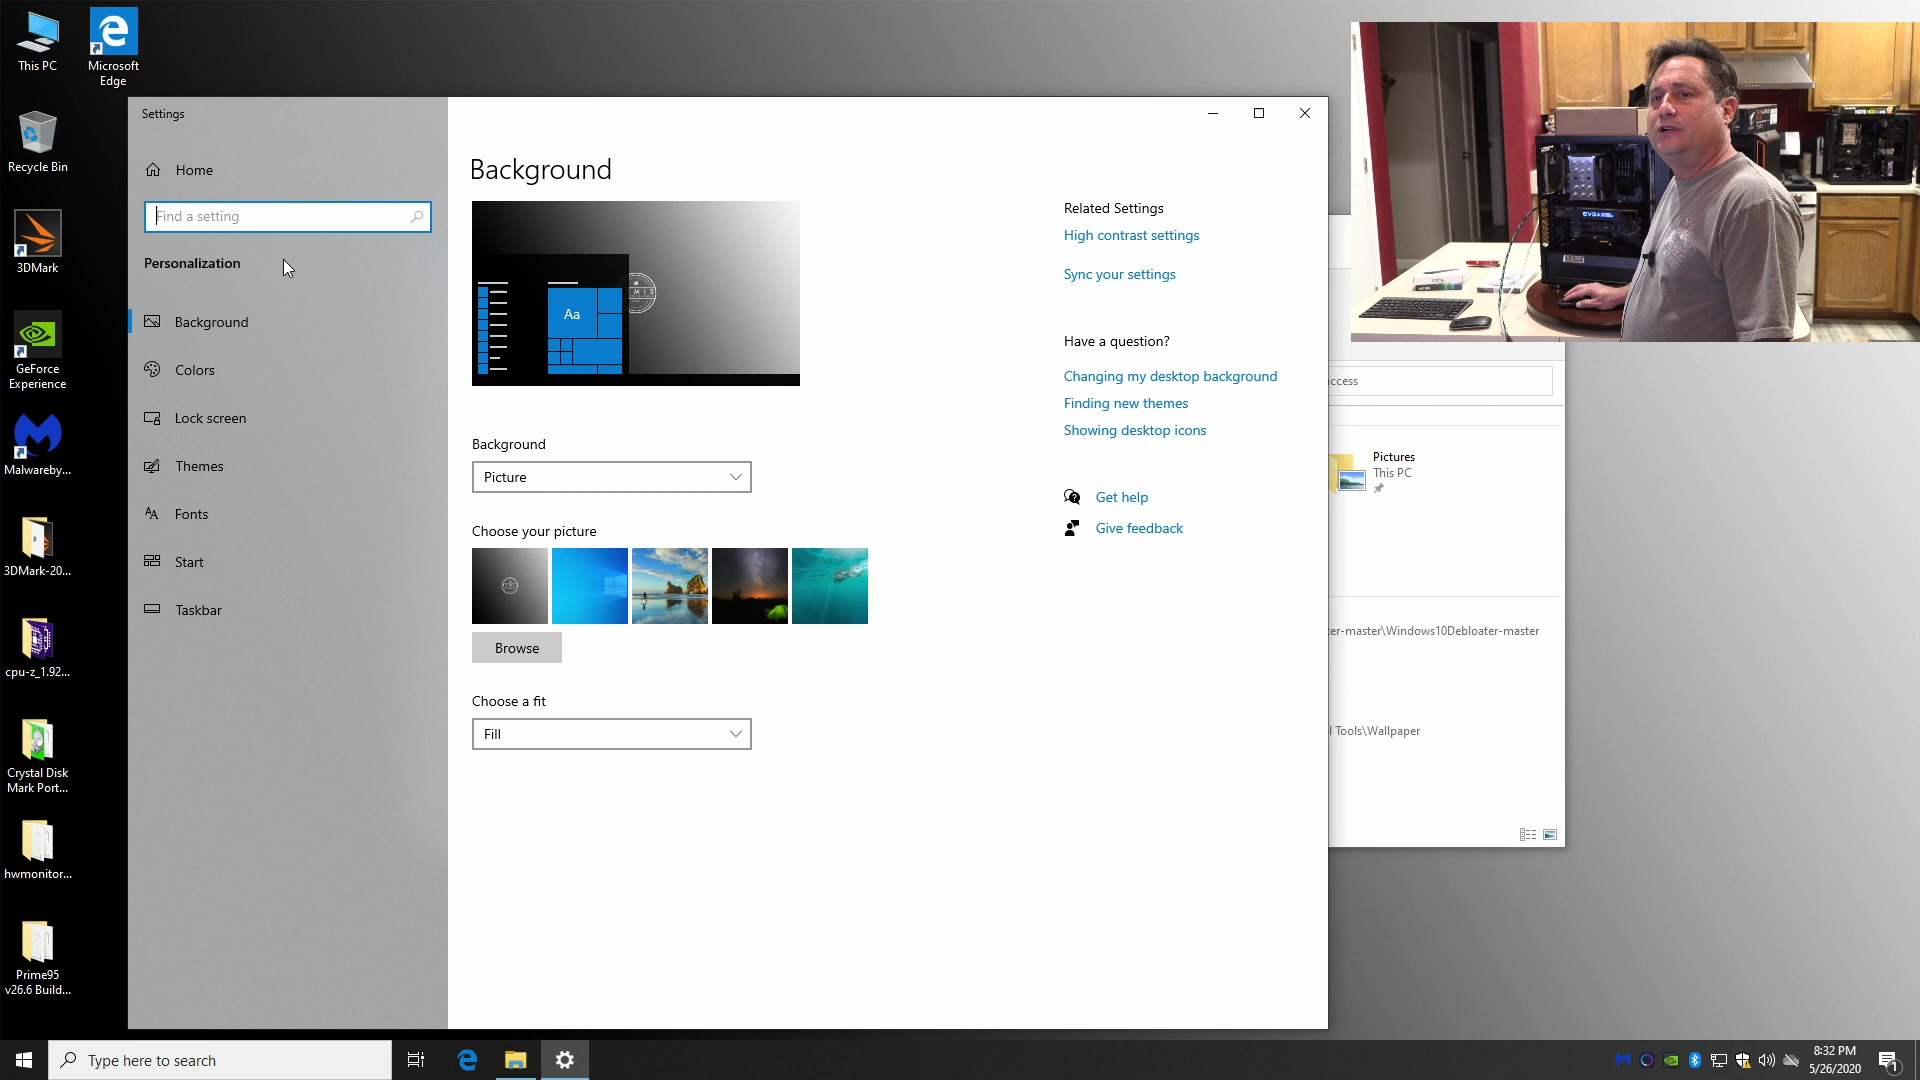 This PC
Microsoft
Edge
Recycle Bin
3DMark
GeForce
Experience
Malwareby...
3DMark-20...
cpu-z_1.92...
Crystal Disk
Mark Port...
hwmonitor...
Prime95
v26.6 Build...
Settings
Home
Find a setting
Personalization
Background
Colors
Lock screen
Themes
Fonts
Start
Taskbar
Background
Aa
Background
Picture
Choose your picture
Browse
Choose a fit
Fill
Related Settings
High contrast settings
Sync your settings
Have a question?
Changing my desktop background
Finding new themes
Showing desktop icons
Get help
Give feedback
EVGA
ccess
Pictures
This PC
er-master\Windows10Debloater-master
l Tools\Wallpaper
Type here to search
8:32 PM
5/26/2020
1